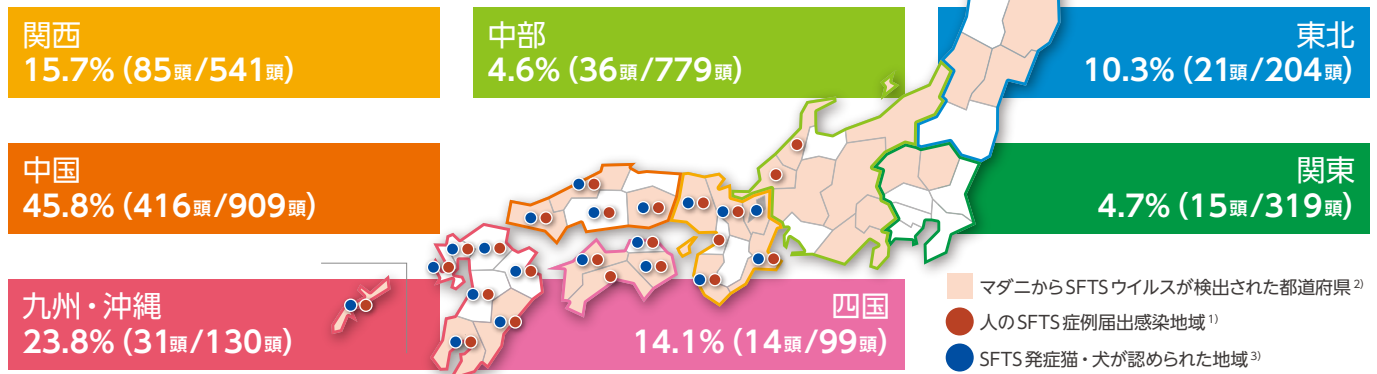 関西
15.7%（85頭/541頭）
中部
4.6%（36頭/779頭）
東北
10.3%（21頭/204頭）
中国
45.8%（416頭/909頭）
関東
4.7%（15頭/319頭）
九州・沖縄
23.8%（31頭/130頭）
四国
14.1%（14頭/99頭）
マダニからSFTSウイルスが検出された都道府県2)
人のSFTS症例届出感染地域1)
SFTS発症猫・犬が認められた地域3)